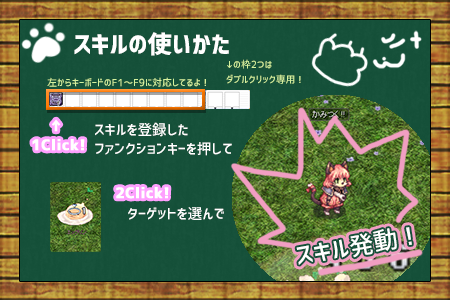 スキルの使いかた
↓の枠2つは
ダブルクリック専用！
左からキーボードのF1～F9に対応してるよ！
↑
1Click!
スキルを登録した
ファンクションキーを押して
2Click!
ターゲットを選んで
かみつく!!
スキル発動！